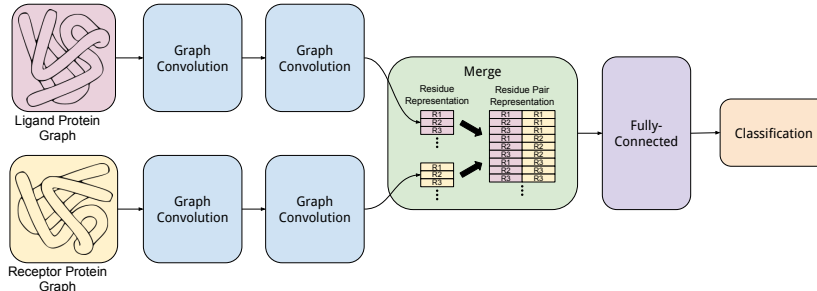 Ligand Protein
Graph
Graph
Convolution
Graph
Convolution
Receptor Protein
Graph
Graph
Convolution
Graph
Convolution
Merge
Residue
Representation
R1
R2
R3
R1
R2
R3
Residue Pair
Representation
R1 R1
R2 R1
R3 R1
R1 R2
R2 R2
R3 R2
R1 R3
R2 R3
R3 R3
Fully-
Connected
Classification